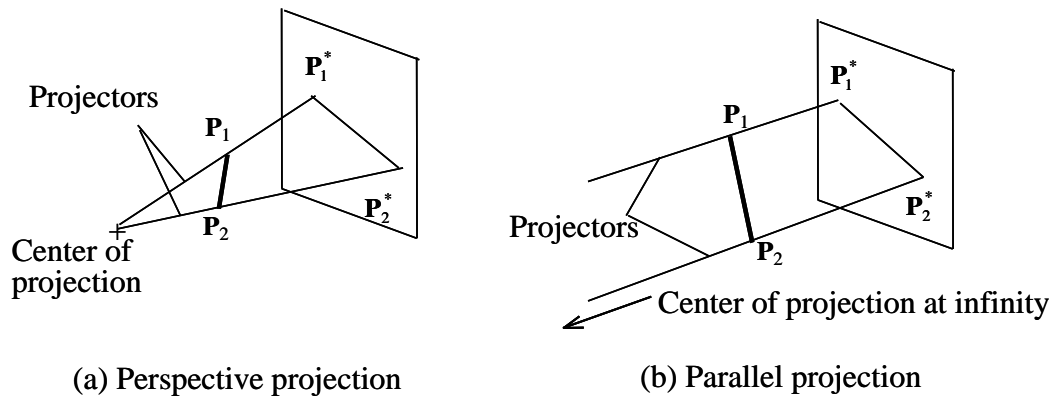 Projectors
P₁*
P₁
P₂
P₂*
Center of
projection
(a) Perspective projection
P₁*
P₁
P₂*
Projectors
P₂
Center of projection at infinity
(b) Parallel projection